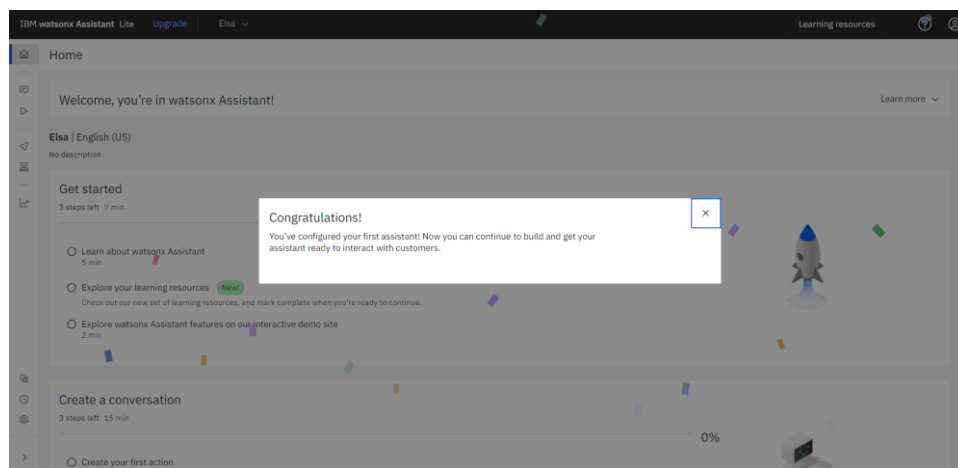 IBM watsonx Assistant Lite Upgrade Elsa Learning resources
Home
Welcome, you're in watsonx Assistant! Learn more
Elsa | English (US)
No description
Get started
3 steps left 7 min
Congratulations!
You've configured your first assistant! Now you can continue to build and get your
assistant ready to interact with customers.
Learn about watsonx Assistant
5 min
Explore your learning resources New!
Check out our new set of learning resources, and mark complete when you're ready to continue.
Explore watsonx Assistant features on our interactive demo site
2 min
Create a conversation
3 steps left 15 min
0%
Create your first action